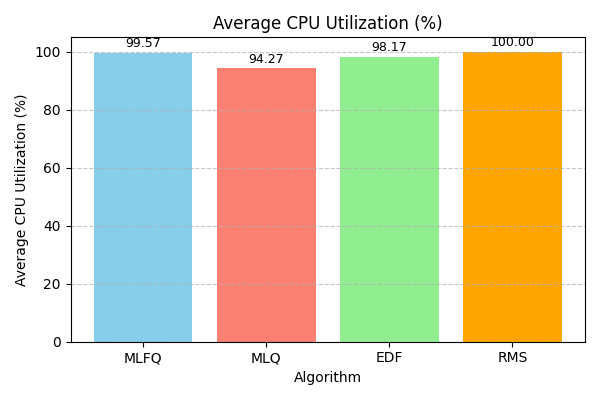 Average CPU Utilization (%)
99.57
94.27
98.17
100.00
100
80
60
40
20
0
Average CPU Utilization (%)
MLFQ MLQ EDF RMS
Algorithm